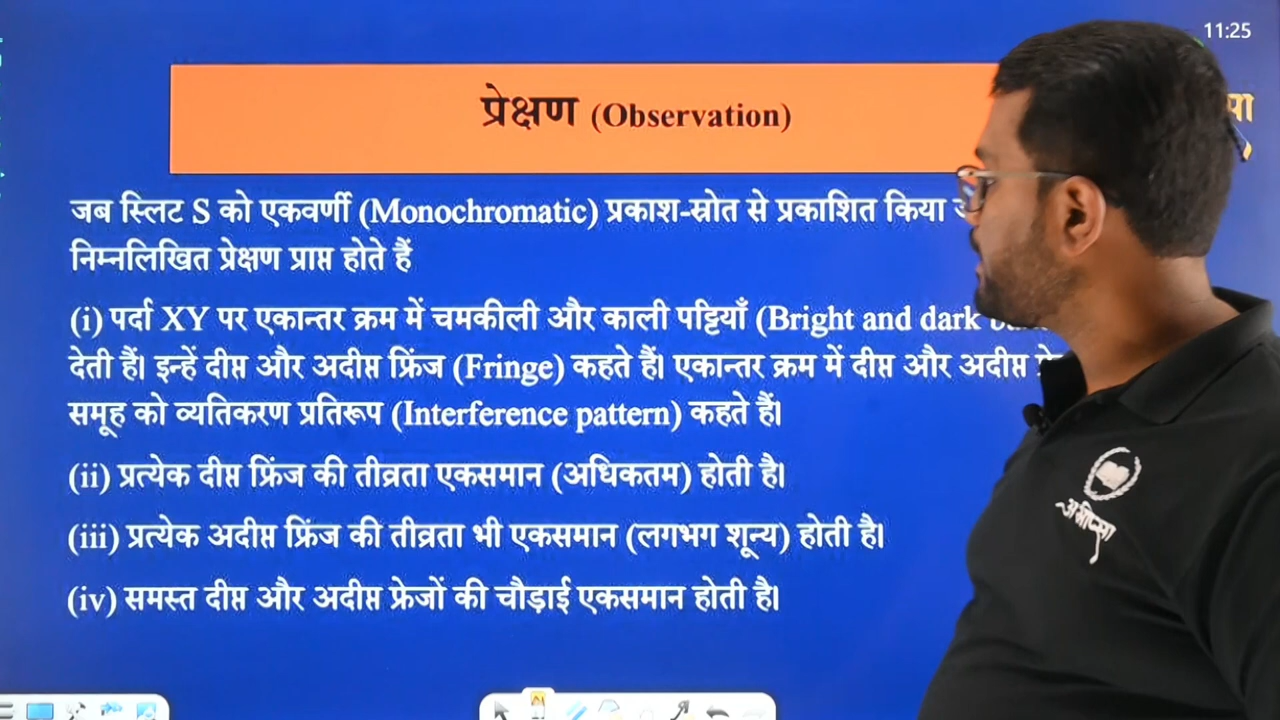 11:25
प्रेक्षण (Observation)
जब स्लिट S को एकवर्णी (Monochromatic) प्रकाश-स्रोत से प्रकाशित किया
निम्नलिखित प्रेक्षण प्राप्त होते हैं
(i) पर्दा XY पर एकान्तर क्रम में चमकीली और काली पट्टियाँ (Bright and dark
देती हैं। इन्हें दीप्त और अदीप्त फ्रिंज (Fringe) कहते हैं। एकान्तर क्रम में दीप्त और अदीप्त
समूह को व्यतिकरण प्रतिरूप (Interference pattern) कहते हैं।
(ii) प्रत्येक दीप्त फ्रिंज की तीव्रता एकसमान (अधिकतम) होती है।
(iii) प्रत्येक अदीप्त फ्रिंज की तीव्रता भी एकसमान (लगभग शून्य) होती है।
(iv) समस्त दीप्त और अदीप्त फ्रेजों की चौड़ाई एकसमान होती है।
अभीप्सा